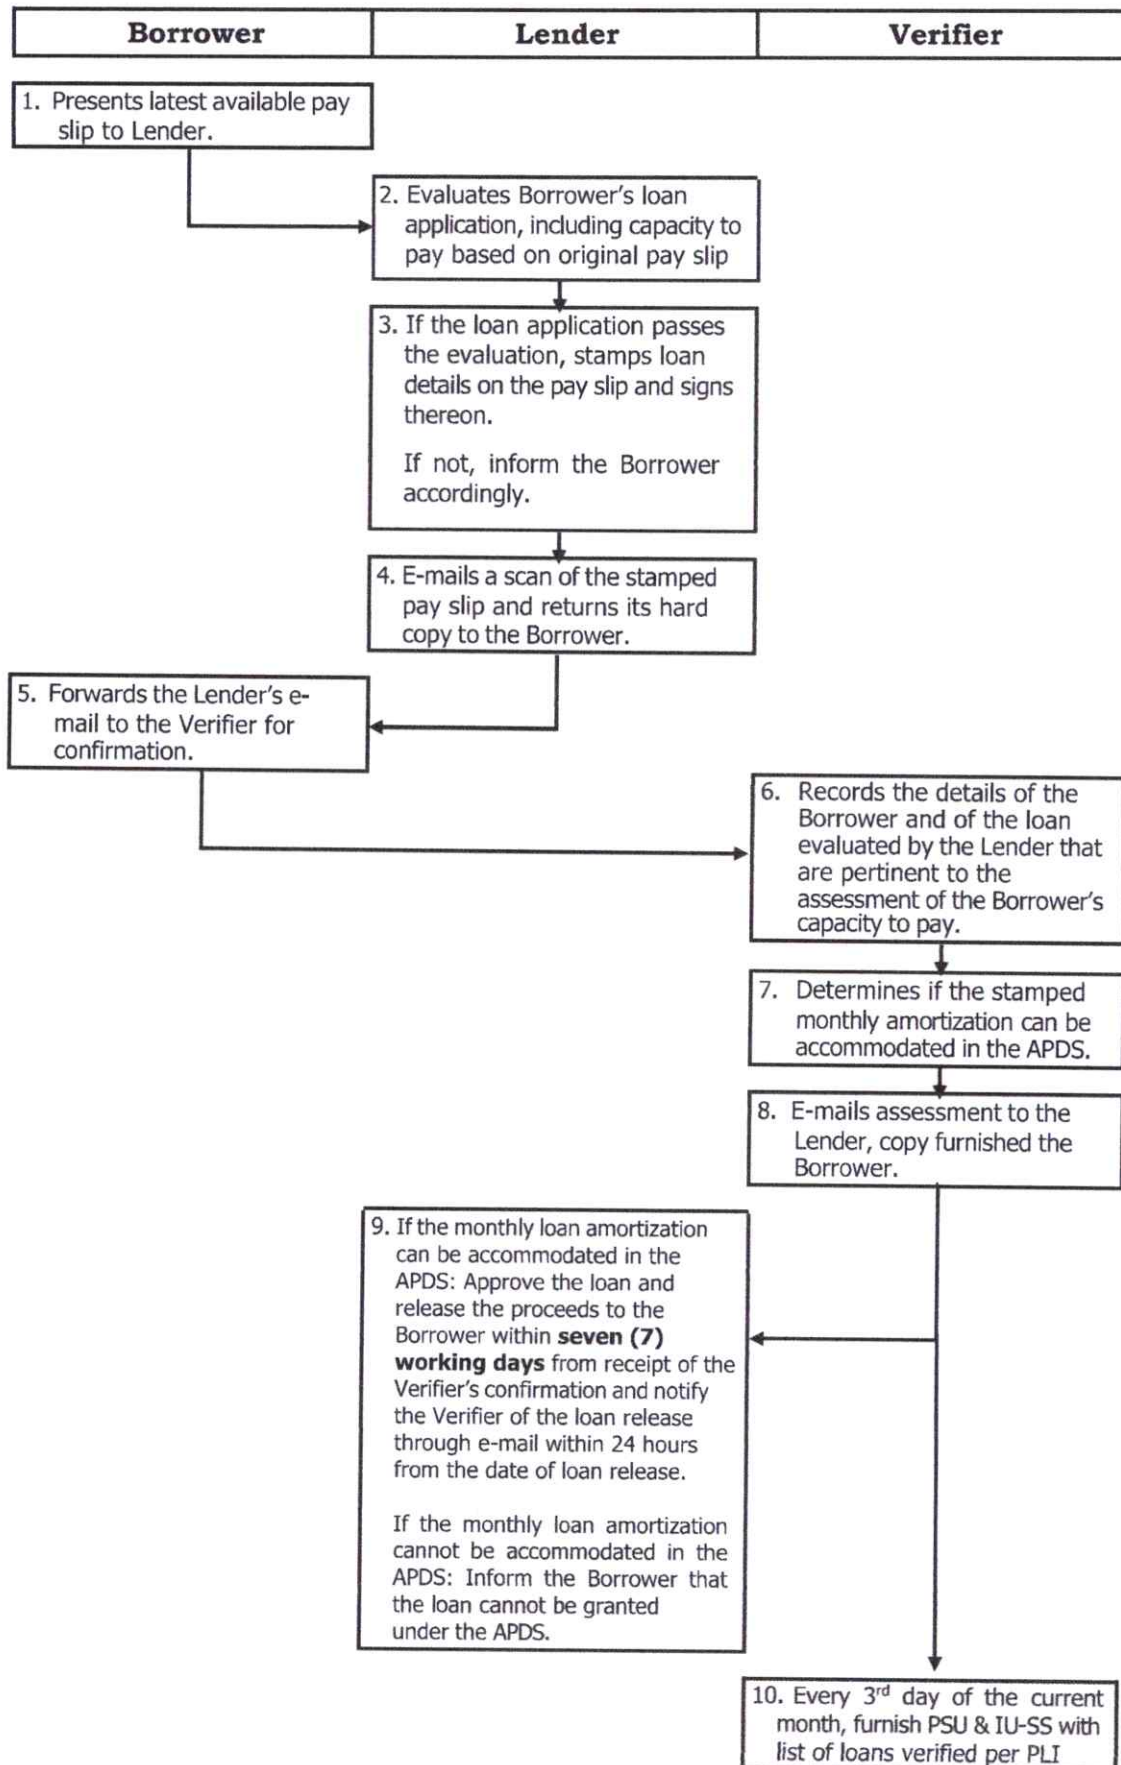 Borrower
Lender
Verifier
1. Presents latest available pay
slip to Lender.
2. Evaluates Borrower's loan
application, including capacity to
pay based on original pay slip
3. If the loan application passes
the evaluation, stamps loan
details on the pay slip and signs
thereon.
If not, inform the Borrower
accordingly.
4. E-mails a scan of the stamped
pay slip and returns its hard
copy to the Borrower.
5. Forwards the Lender's e-
mail to the Verifier for
confirmation.
6. Records the details of the
Borrower and of the loan
evaluated by the Lender that
are pertinent to the
assessment of the Borrower's
capacity to pay.
7. Determines if the stamped
monthly amortization can be
accommodated in the APDS.
8. E-mails assessment to the
Lender, copy furnished the
Borrower.
9. If the monthly loan amortization
can be accommodated in the
APDS: Approve the loan and
release the proceeds to the
Borrower within seven (7)
working days from receipt of the
Verifier's confirmation and notify
the Verifier of the loan release
through e-mail within 24 hours
from the date of loan release.
If the monthly loan amortization
cannot be accommodated in the
APDS: Inform the Borrower that
the loan cannot be granted
under the APDS.
10. Every 3rd day of the current
month, furnish PSU & IU-SS with
list of loans verified per PLI